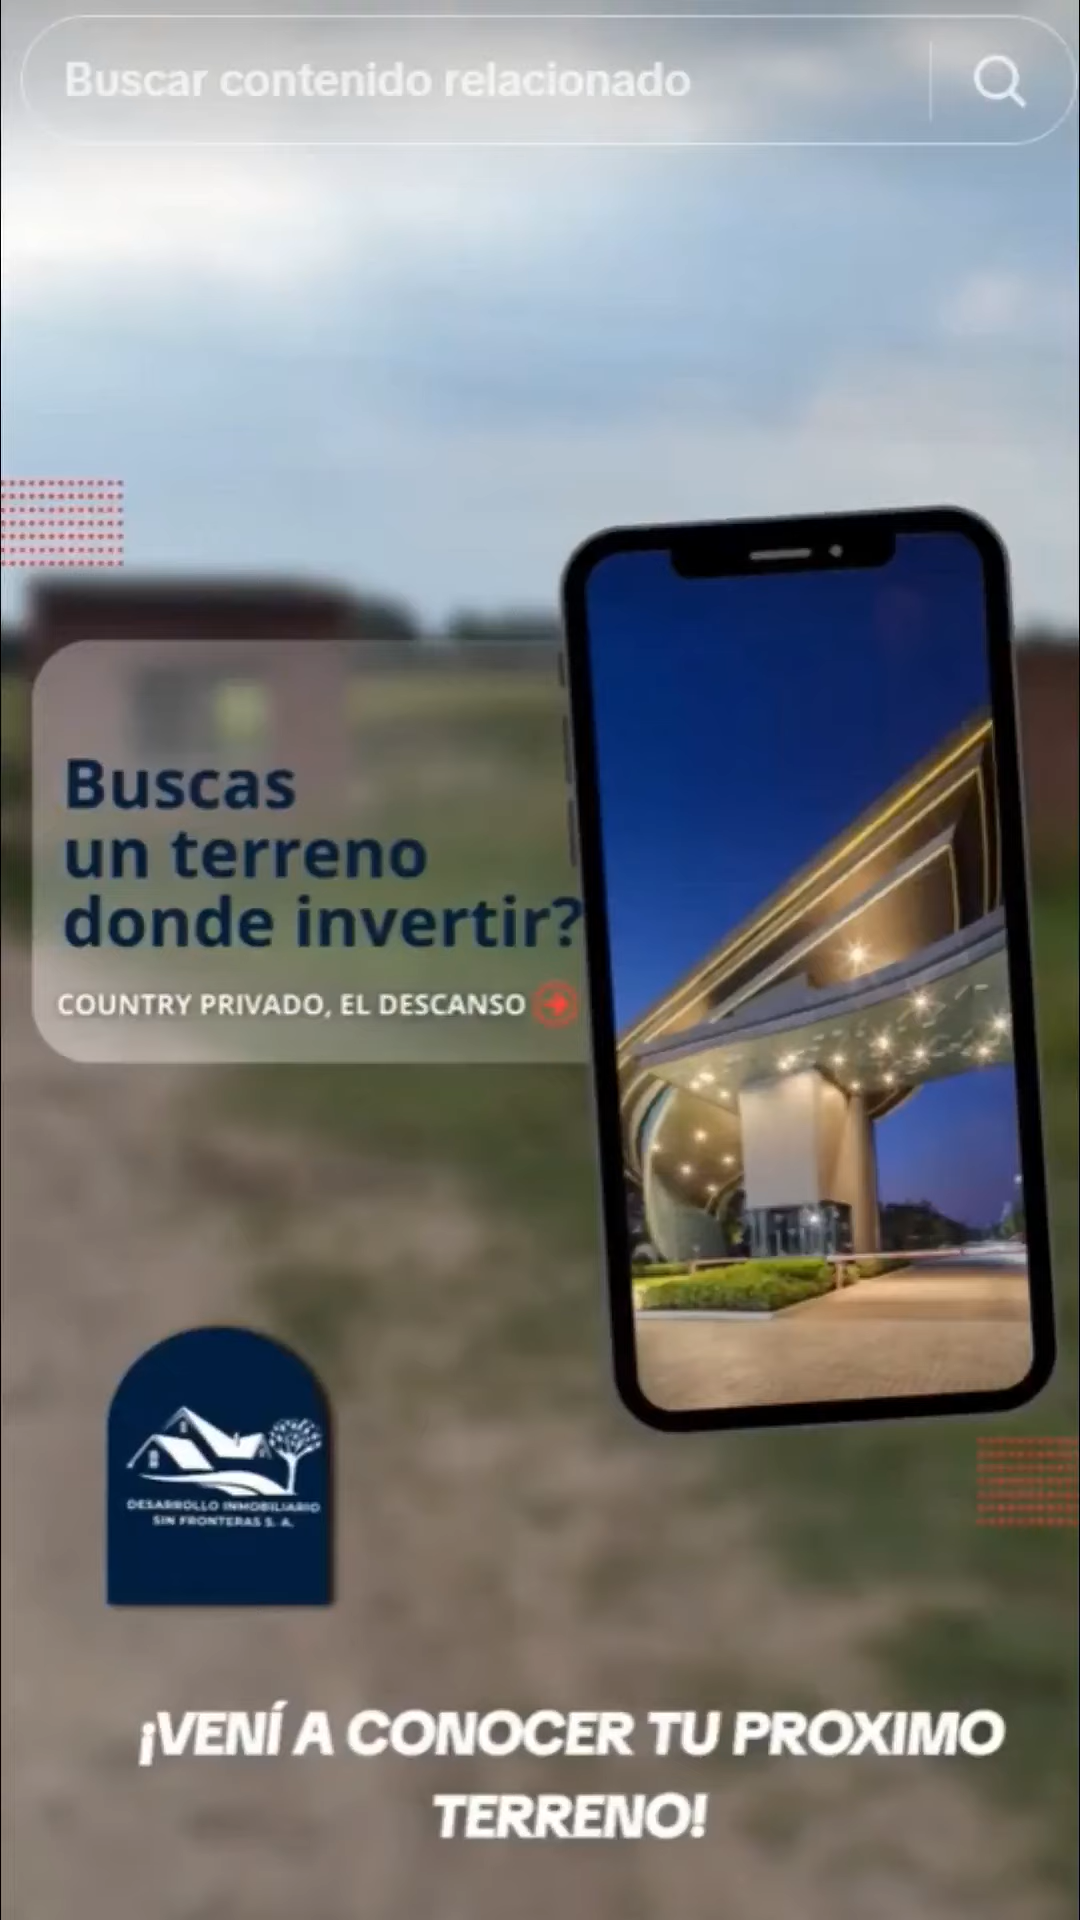 Buscar contenido relacionado
Buscas
un terreno
donde invertir?
COUNTRY PRIVADO, EL DESCANSO
DESARROLLO INMOBILIARIO
SIN FRONTERAS S. A.
¡VENÍ A CONOCER TU PROXIMO
TERRENO!